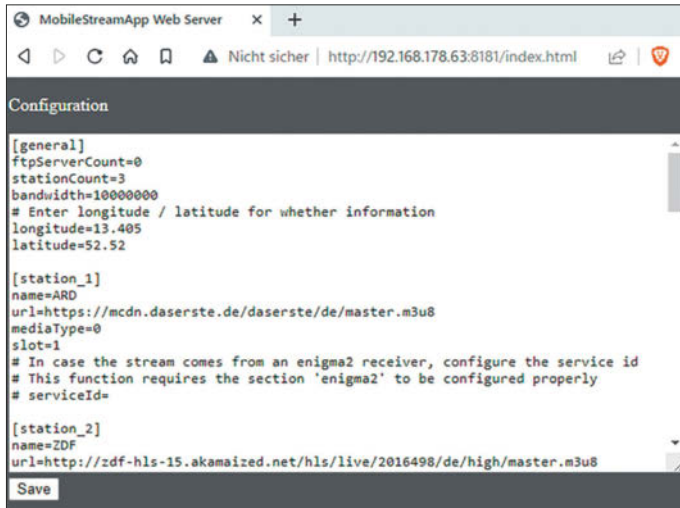 MobileStreamApp Web Server
Nicht sicher | http://192.168.178.63:8181/index.html
Configuration
[general]
ftpServerCount=0
stationCount=3
bandwidth=10000000
# Enter longitude / latitude for whether information
longitude=13.405
latitude=52.52
[station_1]
name=ARD
url=https://mcdn.daserste.de/daserste/de/master.m3u8
mediaType=0
slot=1
# In case the stream comes from an enigma2 receiver, configure the service id
# This function requires the section 'enigma2' to be configured properly
# serviceId=
[station_2]
name=ZDF
url=http://zdf-hls-15.akamaized.net/hls/live/2016498/de/high/master.m3u8
Save